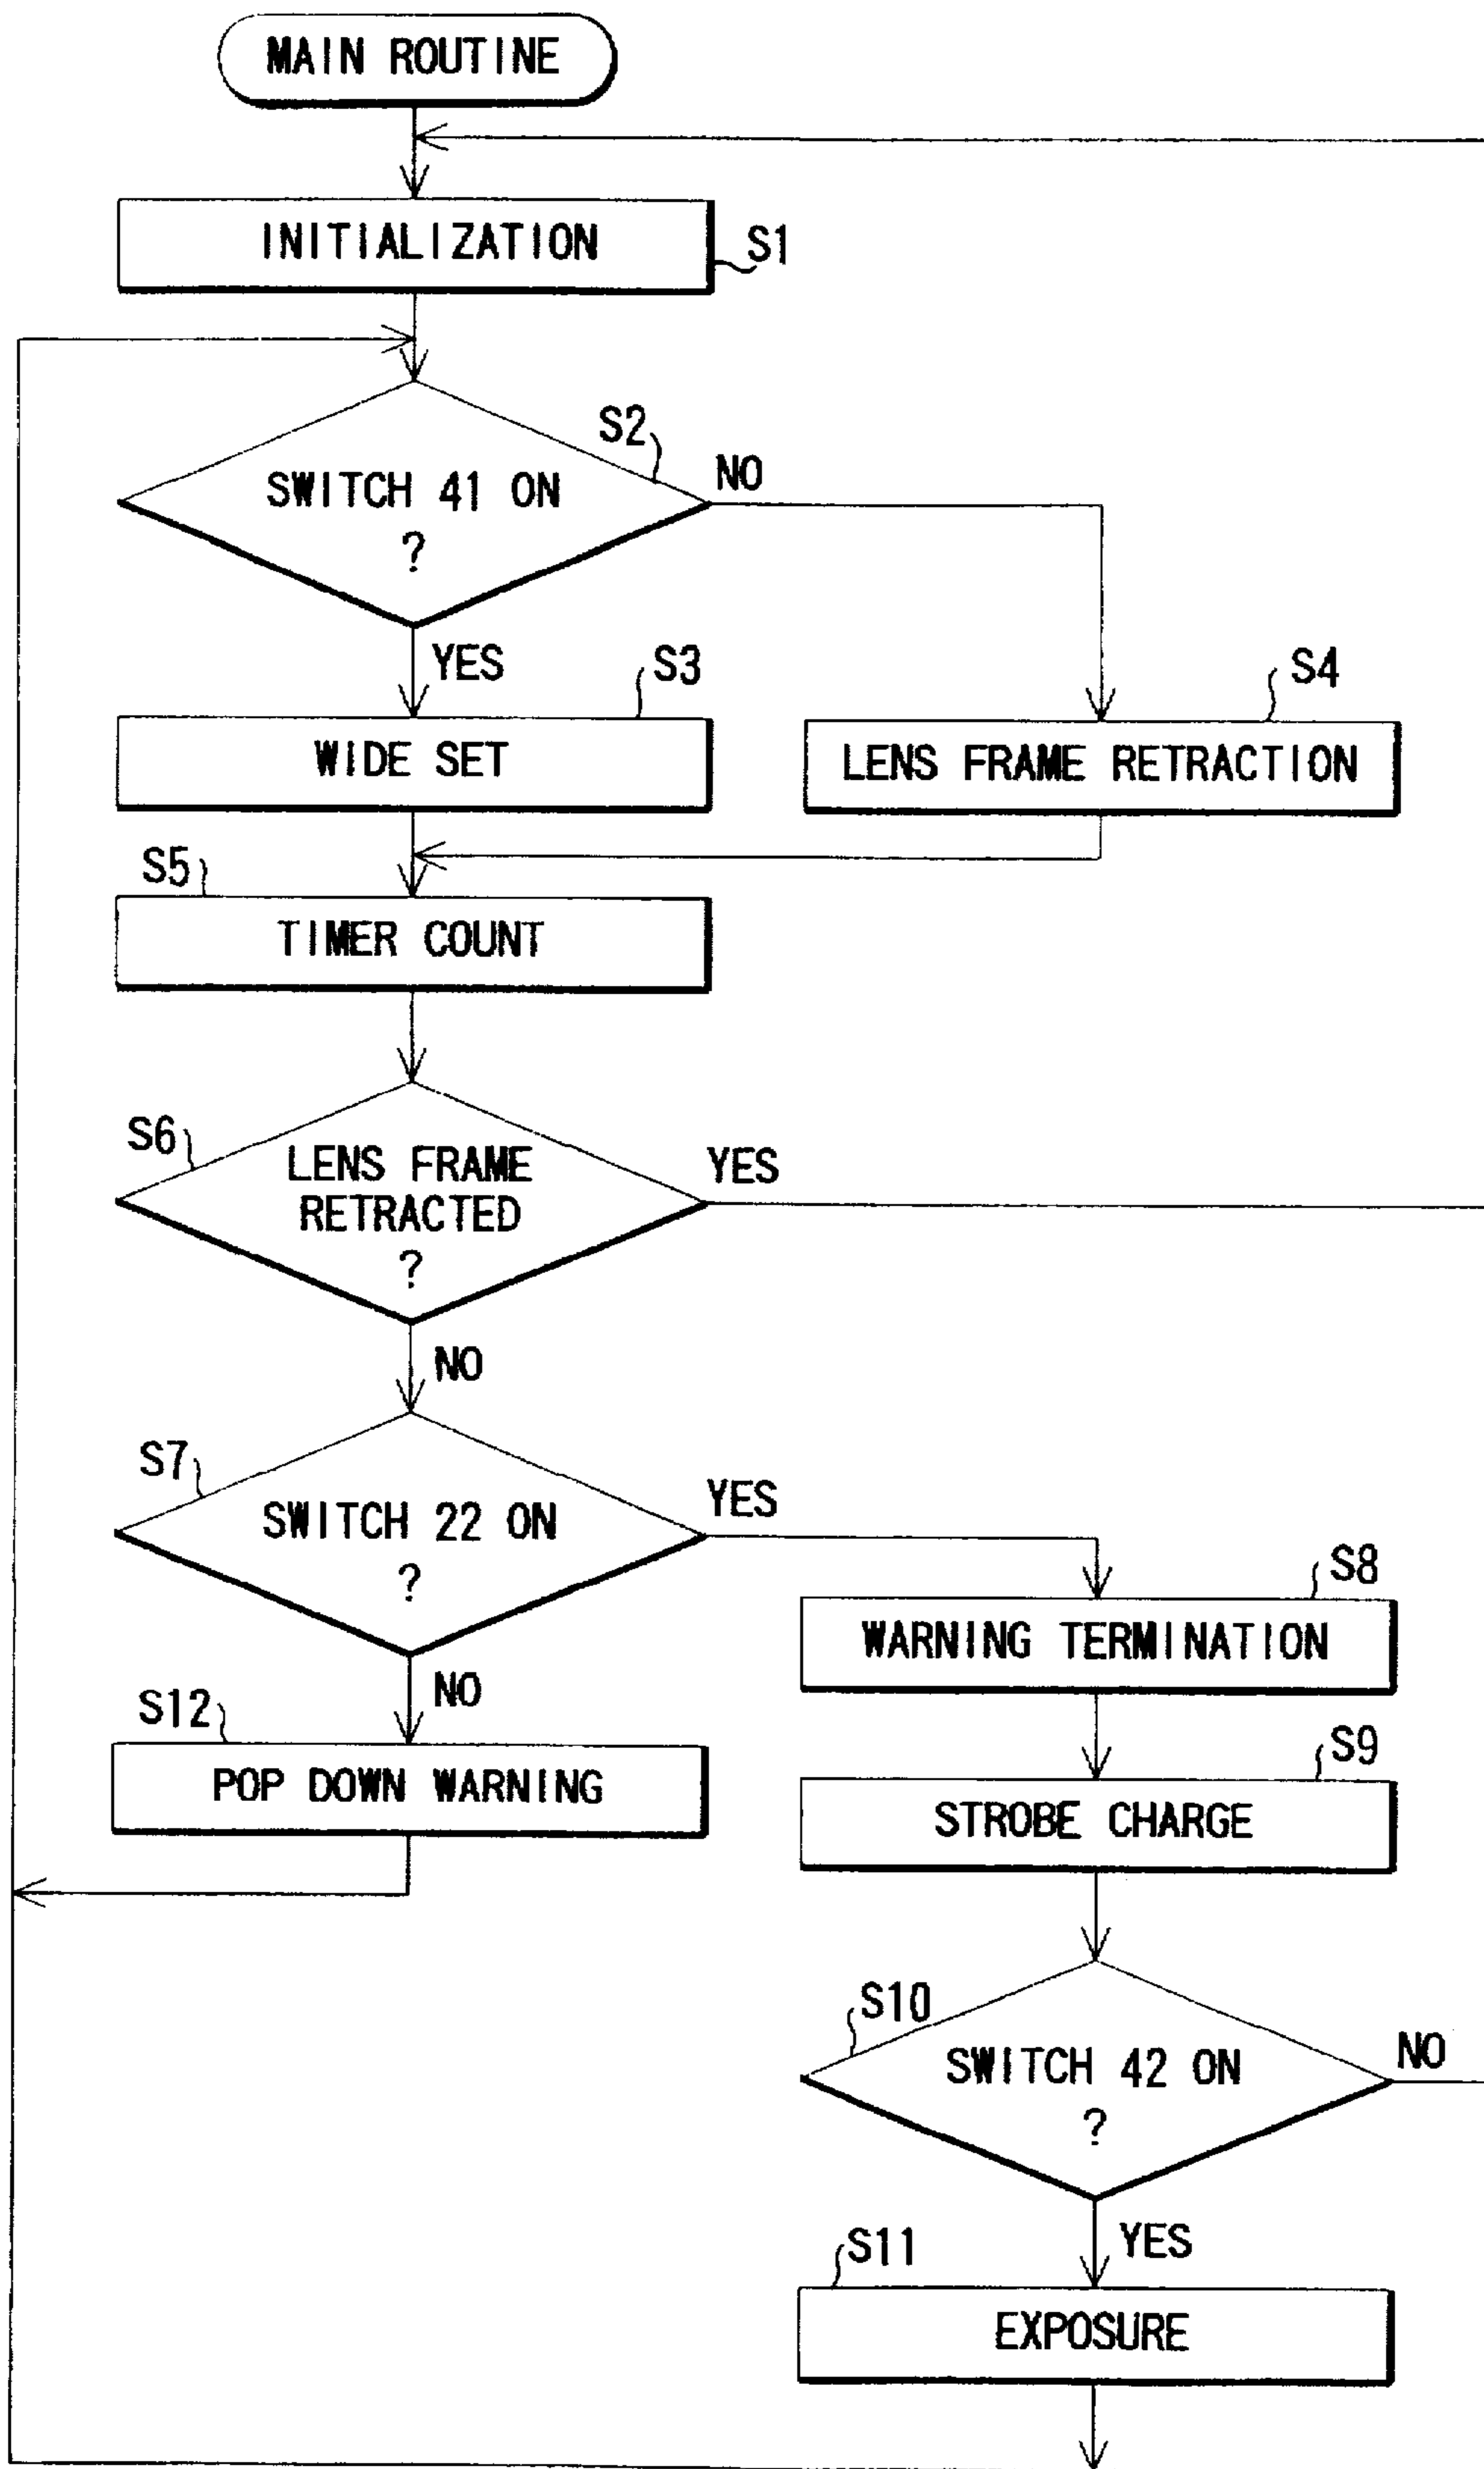 MAIN ROUTINE
INITIALIZATION
S1
S2
SWITCH 41 ON
?
NO
YES
S3
WIDE SET
S4
LENS FRAME RETRACTION
S5
TIMER COUNT
S6
LENS FRAME
RETRACTED
?
YES
NO
S7
SWITCH 22 ON
?
YES
NO
S8
WARNING TERMINATION
S12
POP DOWN WARNING
S9
STROBE CHARGE
S10
SWITCH 42 ON
?
NO
YES
S11
EXPOSURE